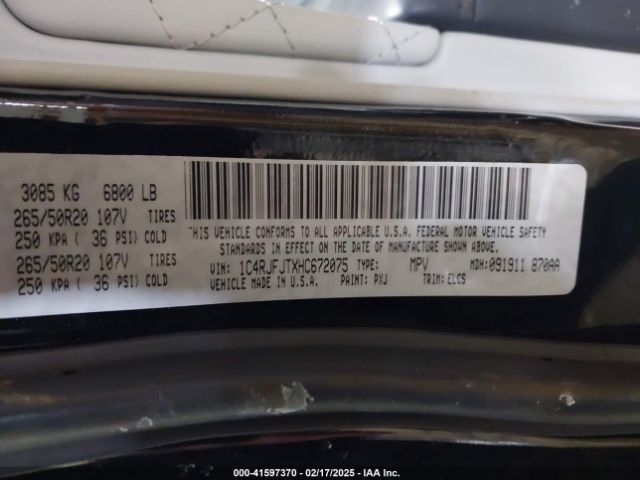 3085 KG 6800 LB
265/50R20 107V TIRES
250 KPA ( 36 PSI) COLD
265/50R20 107V TIRES
250 KPA ( 36 PSI) COLD
THIS VEHICLE CONFORMS TO ALL APPLICABLE U.S.A. FEDERAL MOTOR VEHICLE SAFETY
STANDARDS IN EFFECT ON THE DATE OF MANUFACTURE SHOWN ABOVE.
VIN: 1C4RJFJTXHC672075 TYPE: MPV MDH:091911 870AA
VEHICLE MADE IN U.S.A. PAINT: PXJ TRIM: ELCS
000-41597370 - 02/17/2025 - IAA Inc.